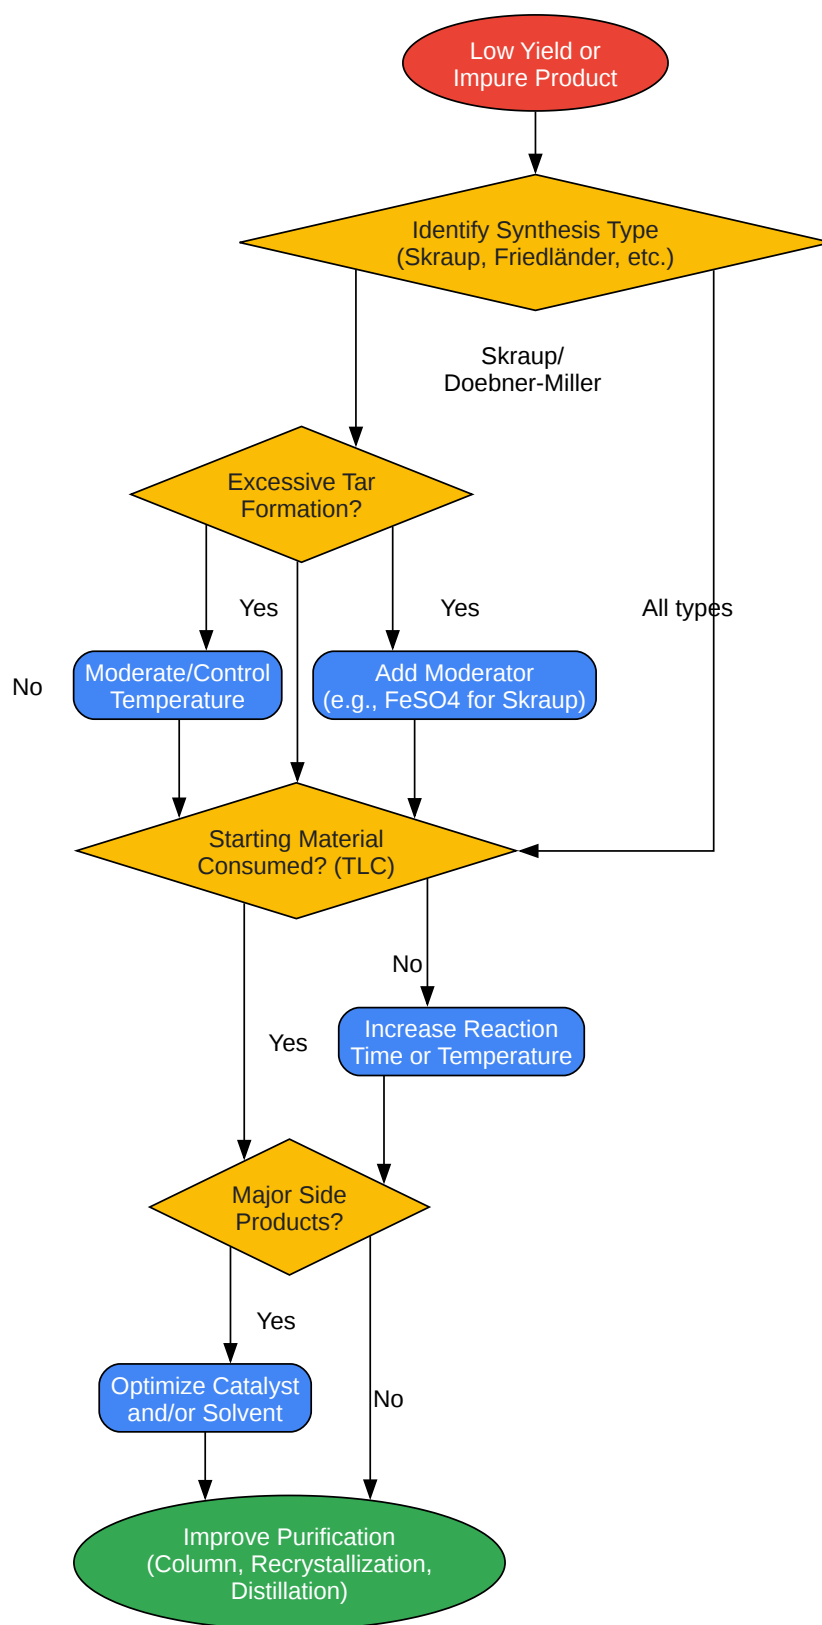 Low Yield or
Impure Product
Identify Synthesis Type
(Skraup, Friedländer, etc.)
Skraup/
Doebner-Miller
Excessive Tar
Formation?
Yes
Yes
All types
No
Moderate/Control
Temperature
Add Moderator
(e.g., FeSO4 for Skraup)
Starting Material
Consumed? (TLC)
No
Yes
Increase Reaction
Time or Temperature
Major Side
Products?
Yes
No
Optimize Catalyst
and/or Solvent
Improve Purification
(Column, Recrystallization,
Distillation)